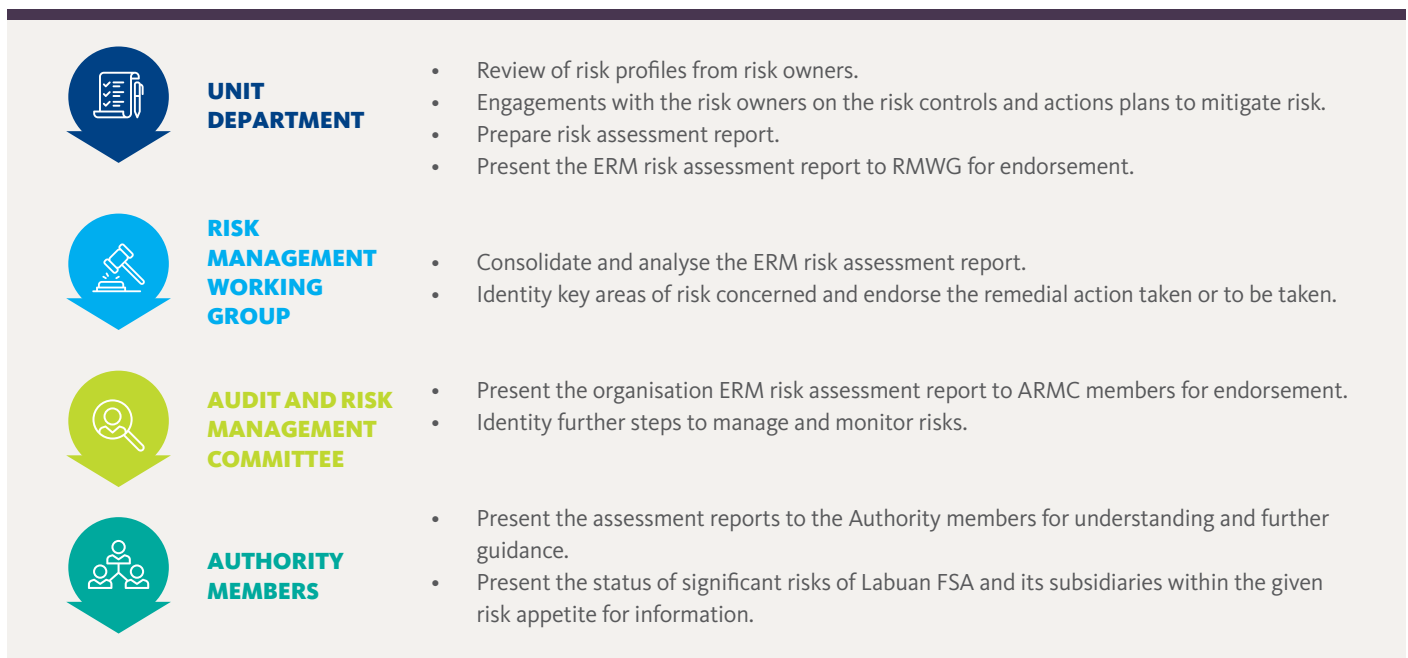 UNIT
DEPARTMENT
• Review of risk profiles from risk owners.
• Engagements with the risk owners on the risk controls and actions plans to mitigate risk.
• Prepare risk assessment report.
• Present the ERM risk assessment report to RMWG for endorsement.
RISK
MANAGEMENT
WORKING
GROUP
• Consolidate and analyse the ERM risk assessment report.
• Identity key areas of risk concerned and endorse the remedial action taken or to be taken.
AUDIT AND RISK
MANAGEMENT
COMMITTEE
• Present the organisation ERM risk assessment report to ARMC members for endorsement.
• Identity further steps to manage and monitor risks.
AUTHORITY
MEMBERS
• Present the assessment reports to the Authority members for understanding and further
guidance.
• Present the status of significant risks of Labuan FSA and its subsidiaries within the given
risk appetite for information.